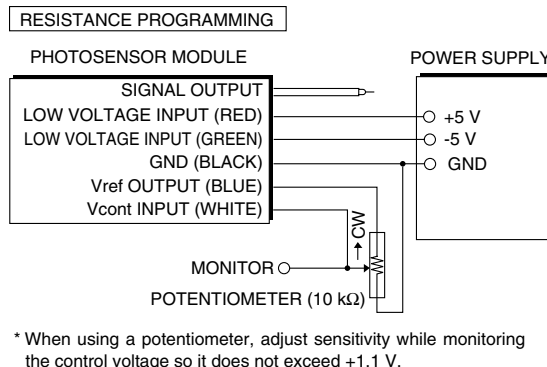 RESISTANCE PROGRAMMING
PHOTOSENSOR MODULE
POWER SUPPLY
SIGNAL OUTPUT
LOW VOLTAGE INPUT (RED)
+5 V
LOW VOLTAGE INPUT (GREEN)
-5 V
GND (BLACK)
GND
Vref OUTPUT (BLUE)
Vcont INPUT (WHITE)
CW
MONITOR
POTENTIOMETER (10 kΩ)
* When using a potentiometer, adjust sensitivity while monitoring
the control voltage so it does not exceed +1.1 V.